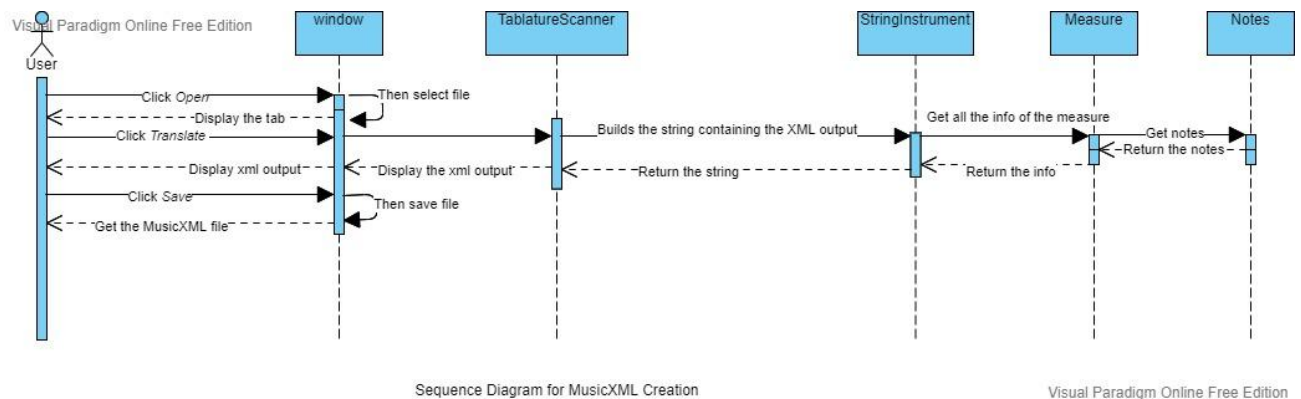 Visual Paradigm Online Free Edition
User
window
TablatureScanner
StringInstrument
Measure
Notes
Click Open
Then select file
Display the tab
Click Translate
Builds the string containing the XML output
Get all the info of the measure
Get notes
Return the notes
Display xml output
Display the xml output
Return the string
Return the info
Click Save
Then save file
Get the MusicXML file
Sequence Diagram for MusicXML Creation
Visual Paradigm Online Free Edition